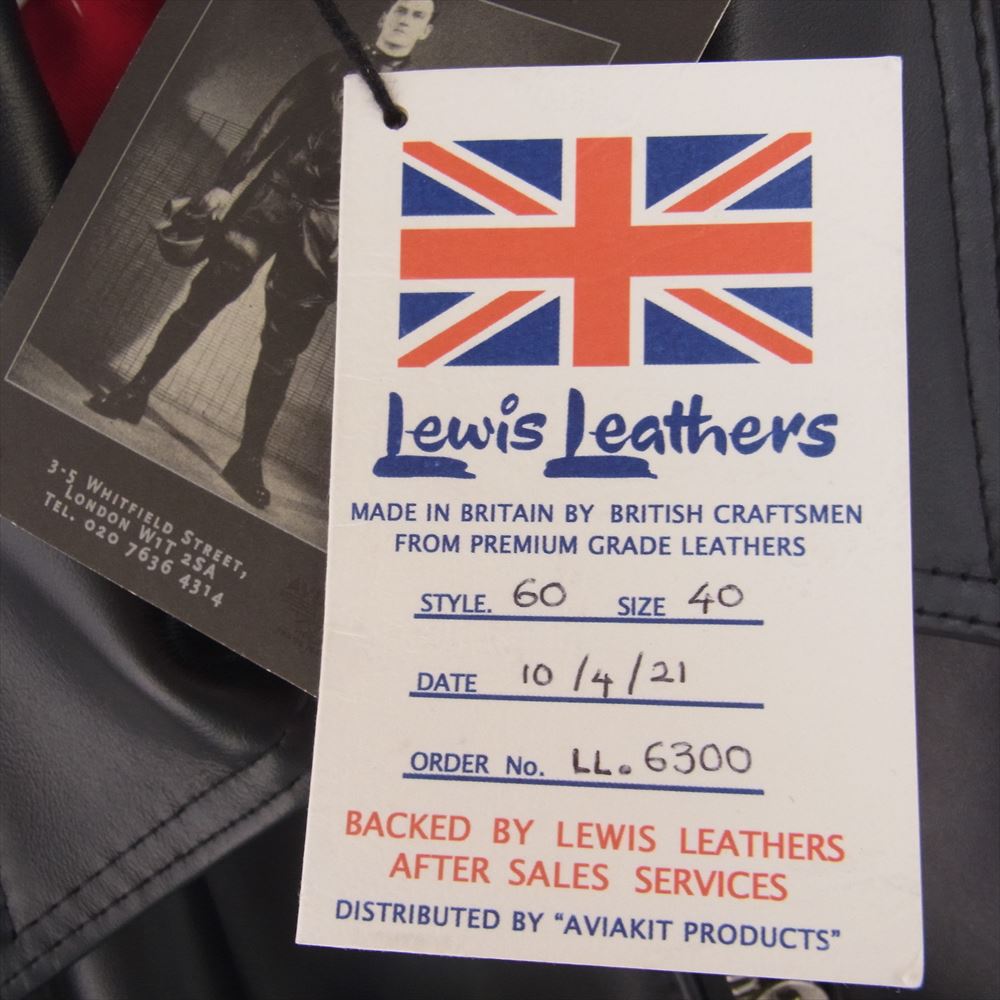 Lewis Leathers
MADE IN BRITAIN BY BRITISH CRAFTSMEN
FROM PREMIUM GRADE LEATHERS
STYLE. 60 SIZE 40
DATE 10/4/21
ORDER No. LL. 6300
BACKED BY LEWIS LEATHERS
AFTER SALES SERVICES
DISTRIBUTED BY “AVIAKIT PRODUCTS”
3-5 WHITFIELD STREET,
LONDON W1T 2SA
TEL. 020 7636 4314